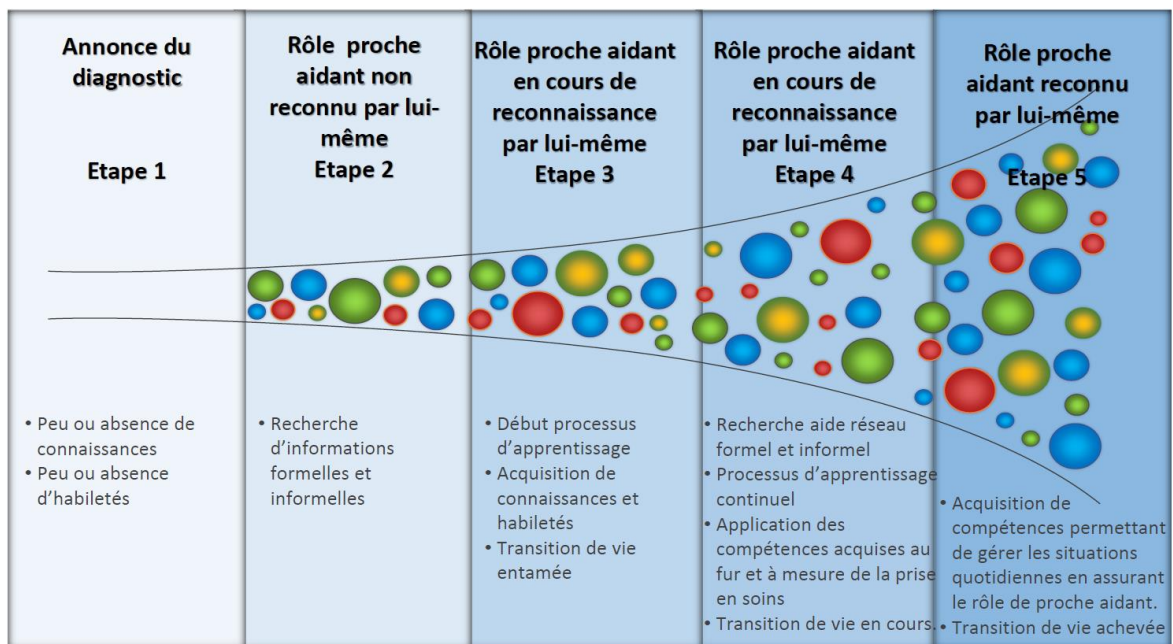 Annonce du
diagnostic
Etape 1
• Peu ou absence de
connaissances
• Peu ou absence
d’habiletés
Rôle proche
aidant non
reconnu par lui-
même
Etape 2
• Recherche
d’informations
formelles et
informelles
Rôle proche aidant
en cours de
reconnaissance
par lui-même
Etape 3
• Début processus
d’apprentissage
• Acquisition de
connaissances et
habiletés
• Transition de vie
entamée
Rôle proche aidant
en cours de
reconnaissance
par lui-même
Etape 4
• Recherche aide réseau
formel et informel
• Processus d’apprentissage
continuel
• Application des
compétences acquises au
fur et à mesure de la prise
en soins
• Transition de vie en cours.
Rôle proche
aidant reconnu
par lui-même
Etape 5
• Acquisition de
compétences permettant
de gérer les situations
quotidiennes en assurant
le rôle de proche aidant.
• Transition de vie achevée